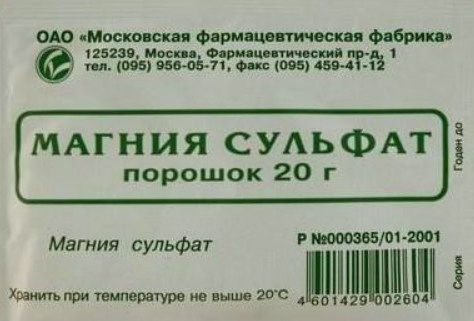 ОАО «Московская фармацевтическая фабрика»
125239, Москва, Фармацевтический пр-д, 1
тел. (095) 956-05-71, факс (095) 459-41-12
МАГНИЯ СУЛЬФАТ
порошок 20 г
Годен до
Магния сульфат
Р №000365/01-2001
Серия
Хранить при температуре не выше 20°С
4 601429 002604